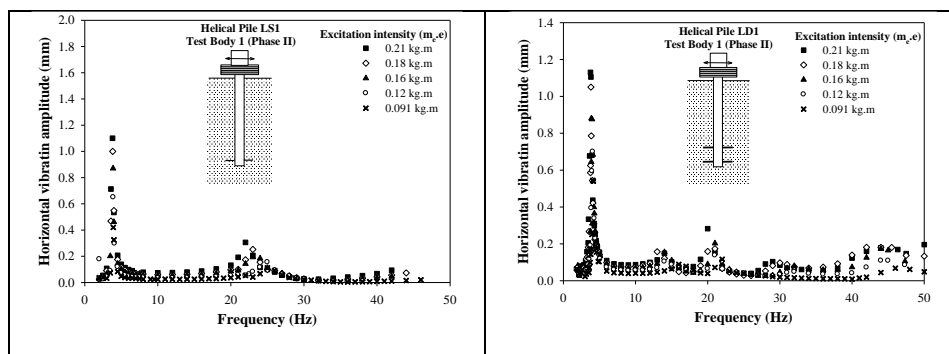 Helical Pile LS1
Test Body 1 (Phase II)
Excitation intensity (me.e)
0.21 kg.m
0.18 kg.m
0.16 kg.m
0.12 kg.m
0.091 kg.m
Horizontal vibratin amplitude (mm)
2.0
1.8
1.6
1.4
1.2
1.0
0.8
0.6
0.4
0.2
0.0
0 10 20 30 40 50
Frequency (Hz)
Helical Pile LD1
Test Body 1 (Phase II)
Excitation intensity (me.e)
0.21 kg.m
0.18 kg.m
0.16 kg.m
0.12 kg.m
0.091 kg.m
Horizontal vibratin amplitude (mm)
1.4
1.2
1.0
0.8
0.6
0.4
0.2
0.0
0 10 20 30 40 50
Frequency (Hz)